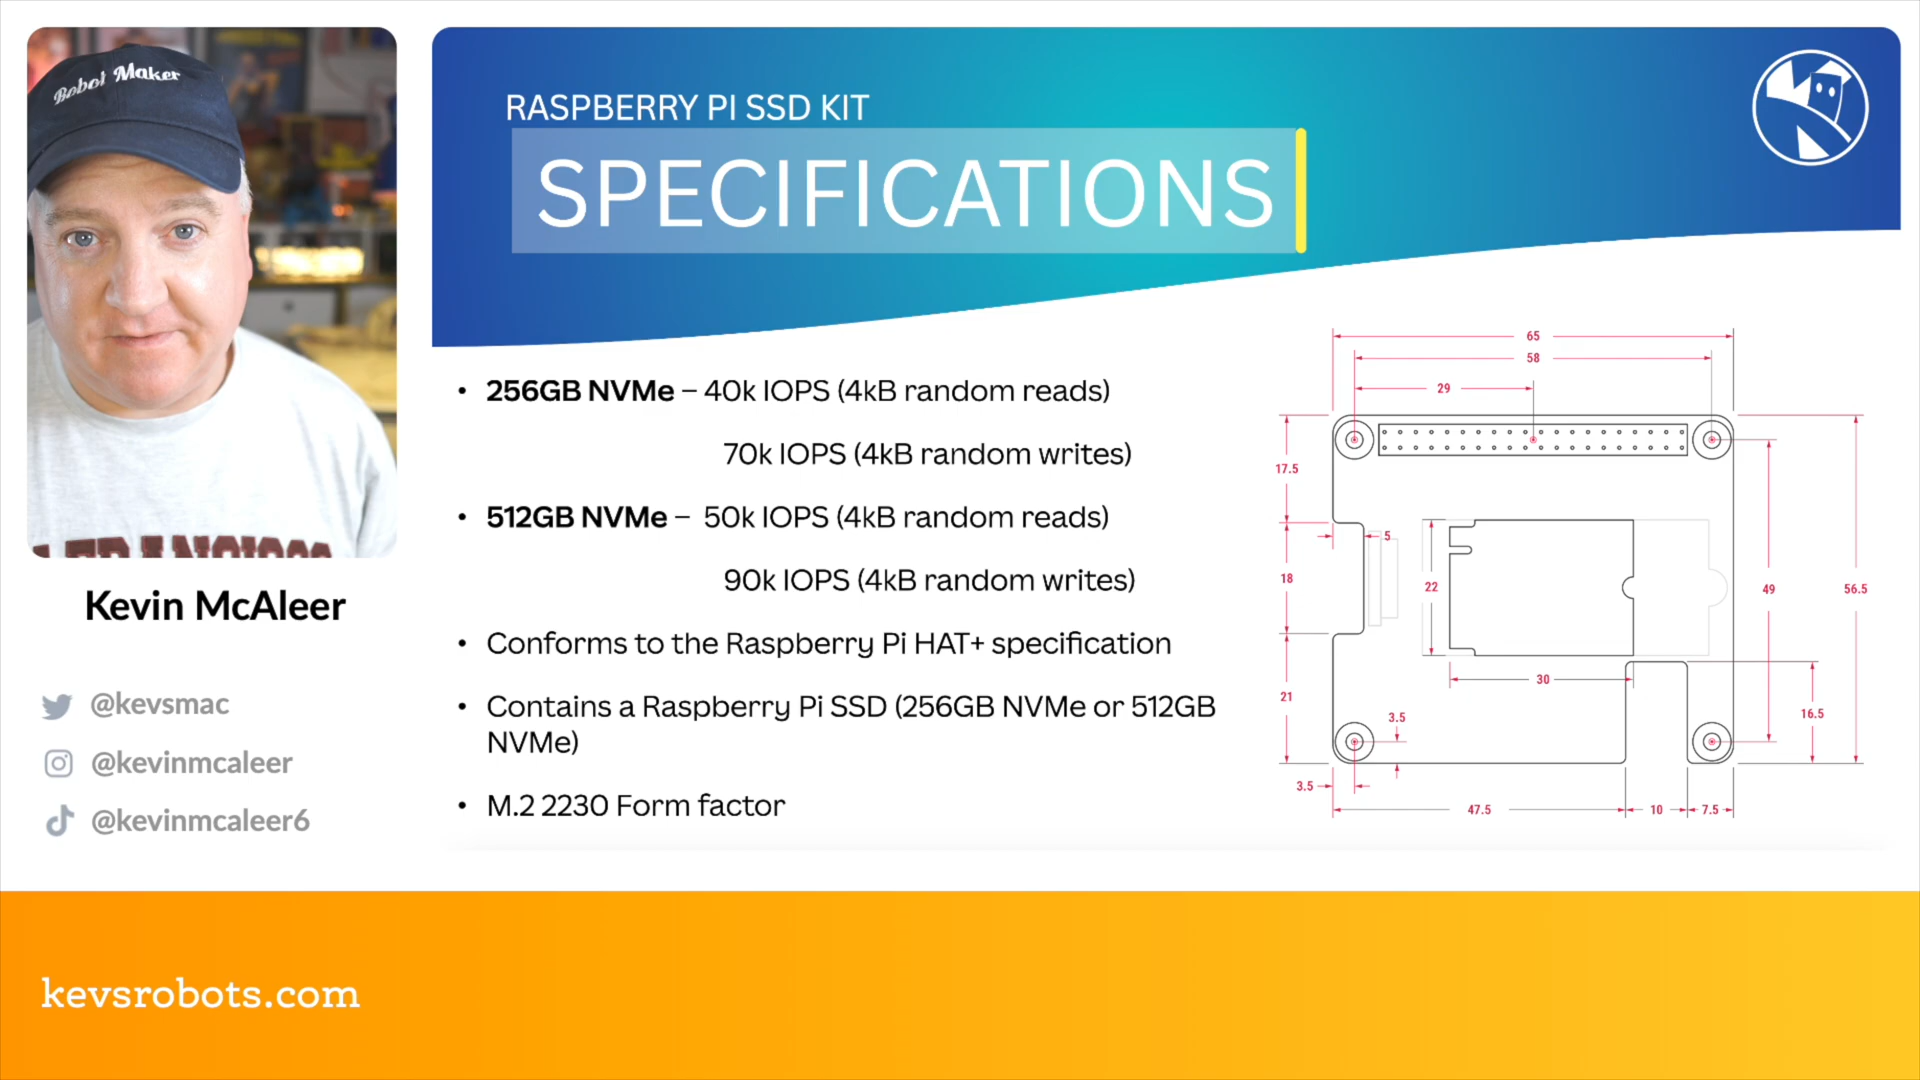 Robot Maker
Kevin McAleer
@kevsmac
@kevinmcaleer
@kevinmcaleer6
RASPBERRY PI SSD KIT
SPECIFICATIONS
• 256GB NVMe – 40k IOPS (4kB random reads)
70k IOPS (4kB random writes)
• 512GB NVMe – 50k IOPS (4kB random reads)
90k IOPS (4kB random writes)
• Conforms to the Raspberry Pi HAT+ specification
• Contains a Raspberry Pi SSD (256GB NVMe or 512GB
NVMe)
• M.2 2230 Form factor
65
58
29
17.5
5
18
22
49
56.5
30
21
3.5
16.5
3.5
47.5
10
7.5
kevsrobots.com